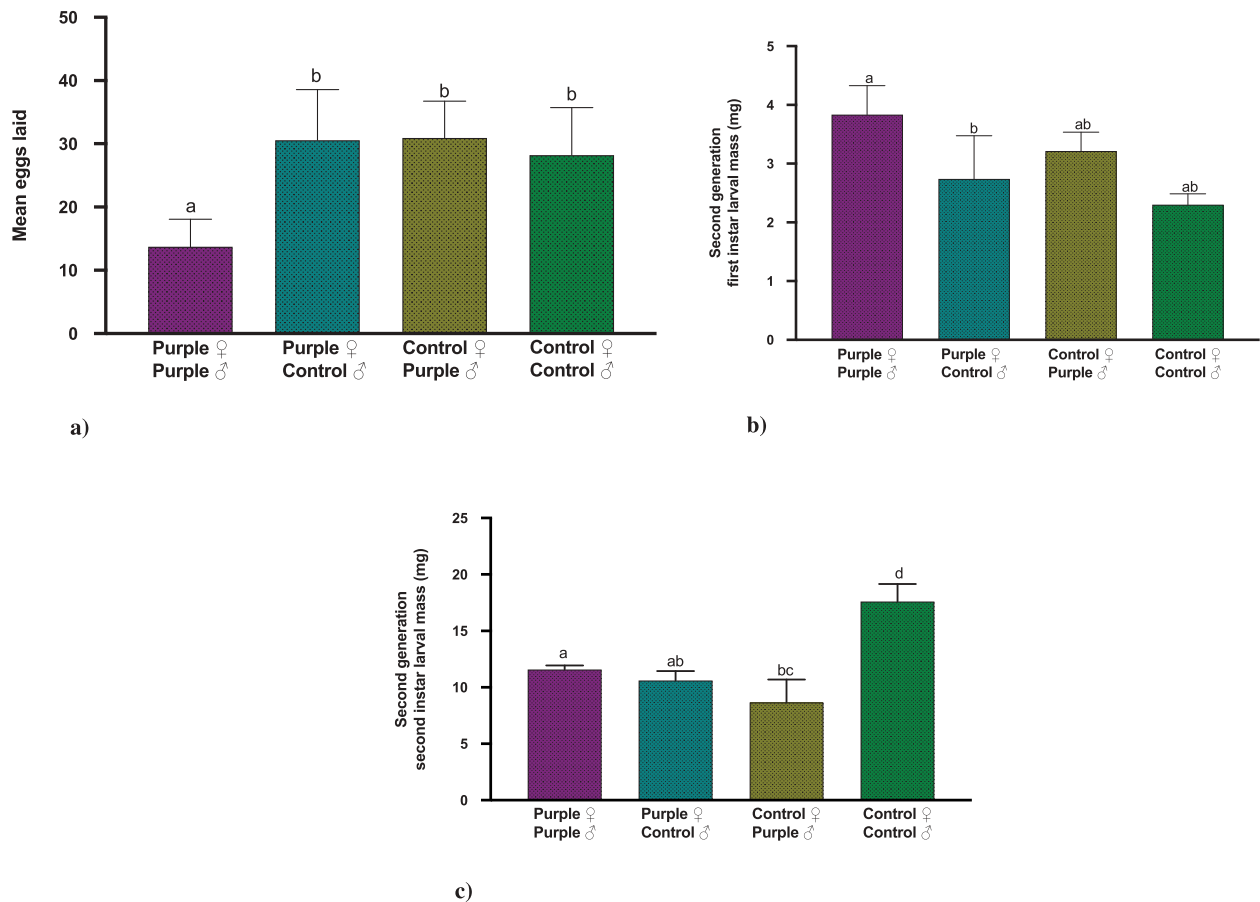 Mean eggs laid
50
40
30
20
10
0
a
b
b
b
Purple ♀
Purple ♂
Purple ♀
Control ♂
Control ♀
Purple ♂
Control ♀
Control ♂
a)
Second generation
first instar larval mass (mg)
5
4
3
2
1
0
a
b
ab
ab
Purple ♀
Purple ♂
Purple ♀
Control ♂
Control ♀
Purple ♂
Control ♀
Control ♂
b)
Second generation
second instar larval mass (mg)
25
20
15
10
5
0
a
ab
bc
d
Purple ♀
Purple ♂
Purple ♀
Control ♂
Control ♀
Purple ♂
Control ♀
Control ♂
c)